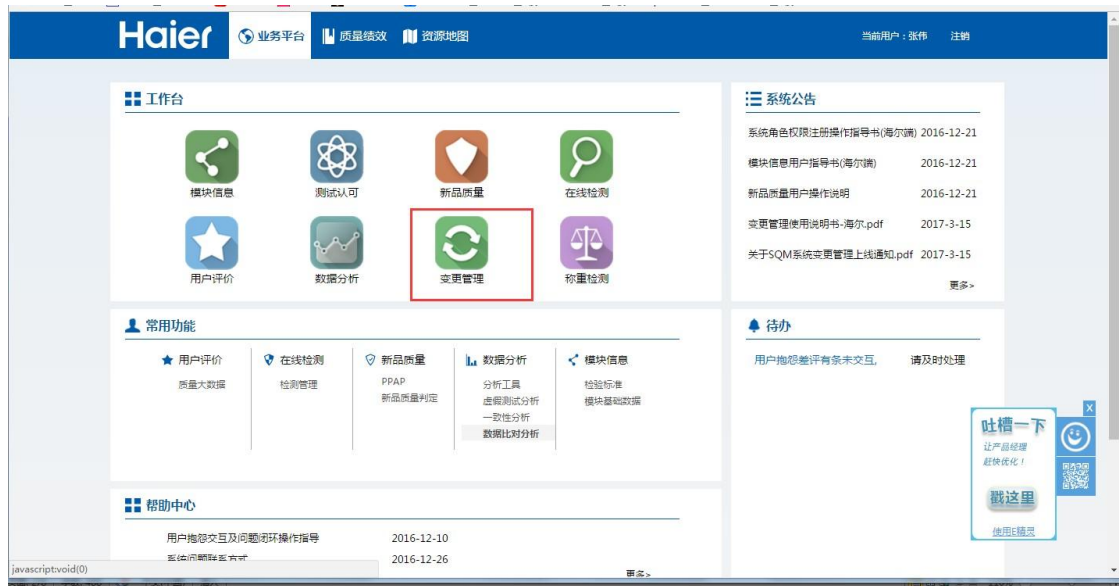 Haier 业务平台 质量绩效 资源地图 当前用户：张伟 注销
工作台
模块信息 测试认可 新品质量 在线检测
用户评价 数据分析 变更管理 称重检测
系统公告
系统角色权限注册操作指导书(海尔端) 2016-12-21
模块信息用户指导书(海尔端) 2016-12-21
新品质量用户操作说明 2016-12-21
变更管理使用说明书-海尔.pdf 2017-3-15
关于SQM系统变更管理上线通知.pdf 2017-3-15
更多>
常用功能
用户评价 在线检测 新品质量 数据分析 模块信息
质量大数据 检测管理 PPAP 分析工具 检验标准
新品质量判定 虚假测试分析 模块基础数据
一致性分析
数据比对分析
待办
用户抱怨差评有条未交互, 请及时处理
X
吐槽一下
让产品经理
赶快优化！
戳这里
使用E精灵
帮助中心
用户抱怨交互及问题闭环操作指导 2016-12-10
系统问题联系方式 2016-12-26
更多>
javascript:void(0)